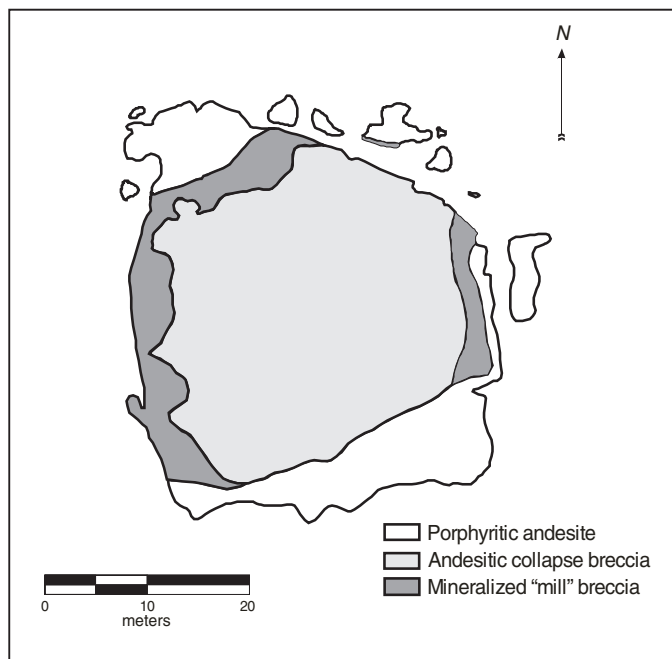 N
Porphyritic andesite
Andesitic collapse breccia
Mineralized “mill” breccia
0 10 20
meters